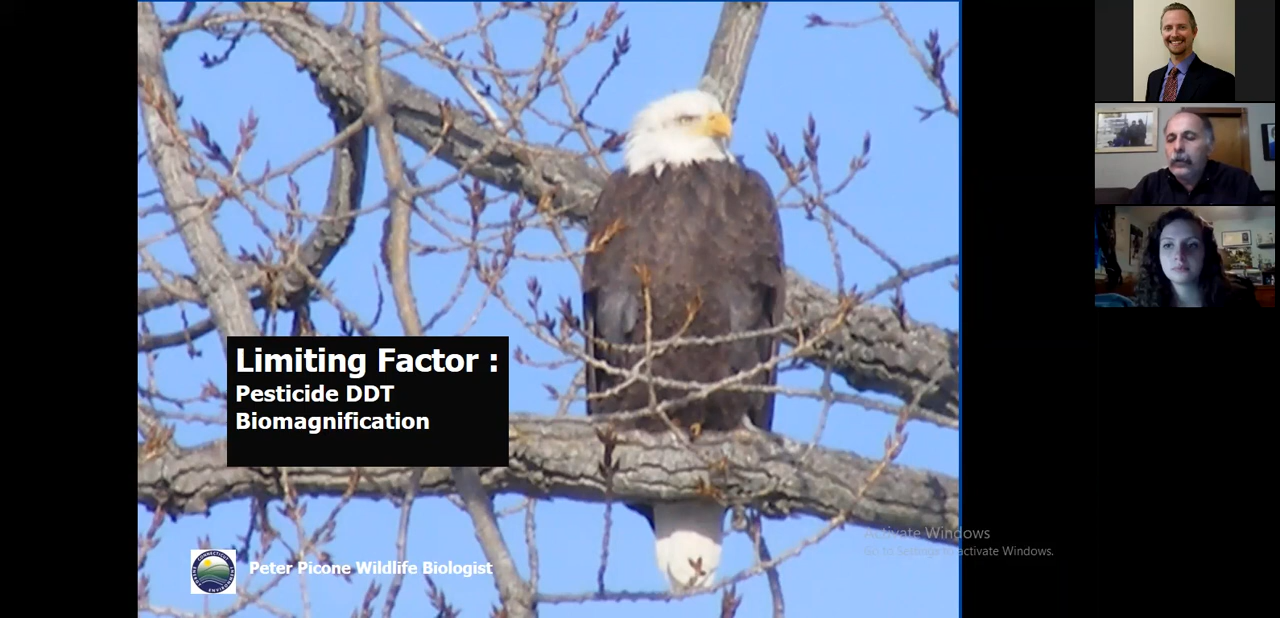 Limiting Factor :
Pesticide DDT
Biomagnification
Peter Picone Wildlife Biologist
Activate Windows
Go to Settings to activate Windows.